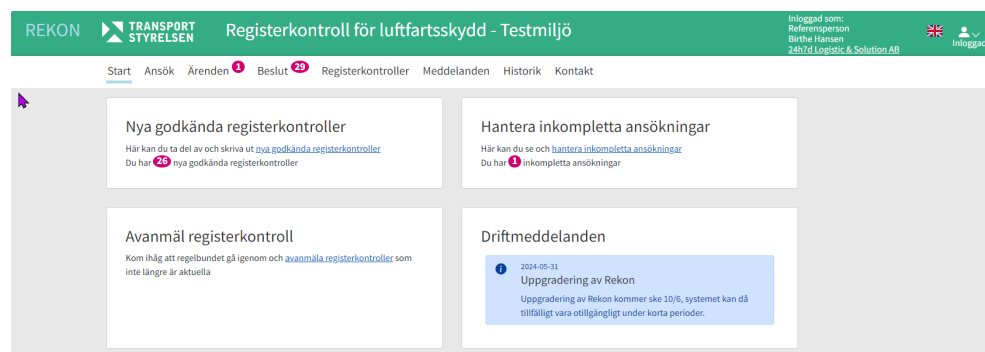 REKON
TRANSPORT
STYRELSEN
Registerkontroll för luftfartsskydd - Testmiljö
Inloggad som:
Referensperson
Birthe Hansen
24h7d Logistic & Solution AB
Inloggad
Start Ansök Ärenden 1 Beslut 29 Registerkontroller Meddelanden Historik Kontakt
Nya godkända registerkontroller
Här kan du ta del av och skriva ut nya godkända registerkontroller
Du har 26 nya godkända registerkontroller
Hantera inkompletta ansökningar
Här kan du se och hantera inkompletta ansökningar
Du har 1 inkompletta ansökningar
Avanmäl registerkontroll
Kom ihåg att regelbundet gå igenom och avanmäla registerkontroller som
inte längre är aktuella
Driftmeddelanden
2024-05-31
Uppgradering av Rekon
Uppgradering av Rekon kommer ske 10/6, systemet kan då
tillfälligt vara otillgängligt under korta perioder.